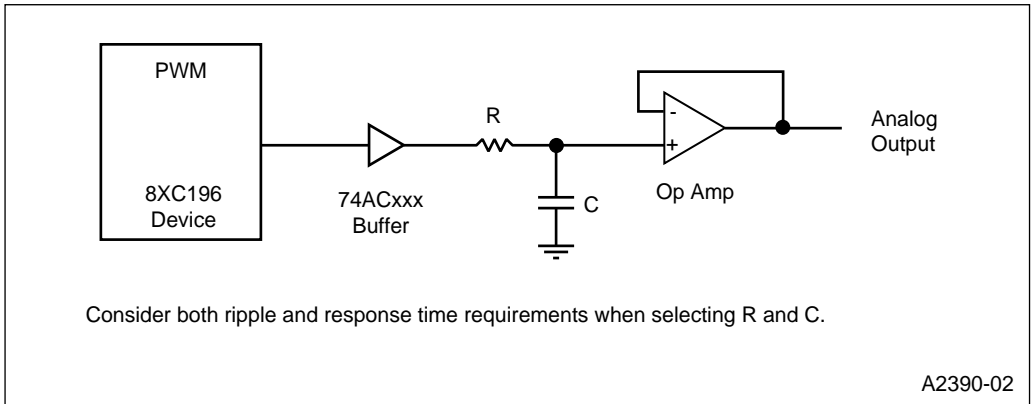 PWM
8XC196
Device
74ACxxx
Buffer
R
C
-
+
Op Amp
Analog
Output
Consider both ripple and response time requirements when selecting R and C.
A2390-02